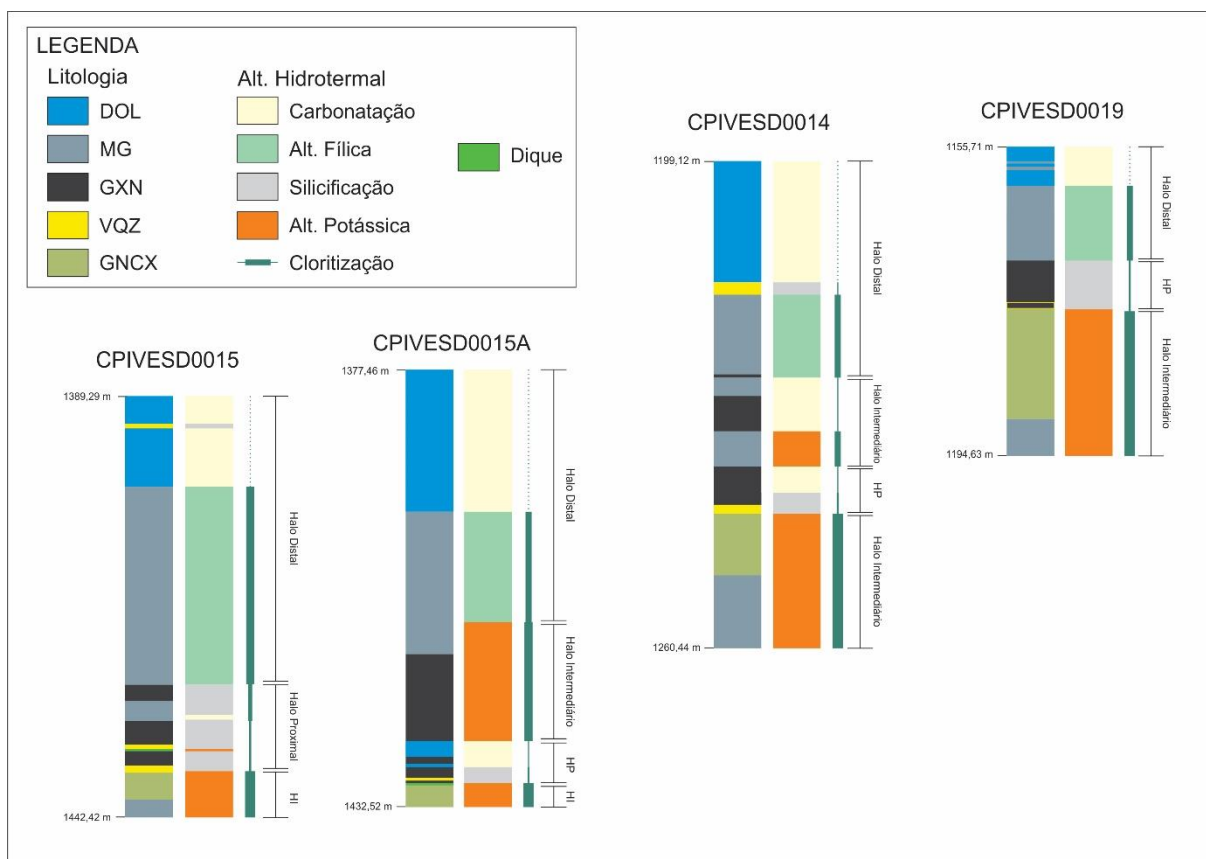 LEGENDA
Litologia
Alt. Hidrotermal
DOL
Carbonatação
MG
Alt. Fílica
Dique
GXN
Silicificação
VQZ
Alt. Potássica
GNCX
Cloritização
CPIVESD0015
1389,29 m
Halo Distal
Halo Proximal
HI
1442,42 m
CPIVESD0015A
1377,46 m
Halo Distal
Halo Intermediário
HP
HI
1432,52 m
CPIVESD0014
1199,12 m
Halo Distal
Halo Intermediário
HP
Halo Intermediário
1260,44 m
CPIVESD0019
1155,71 m
Halo Distal
HP
Halo Intermediário
1194,63 m